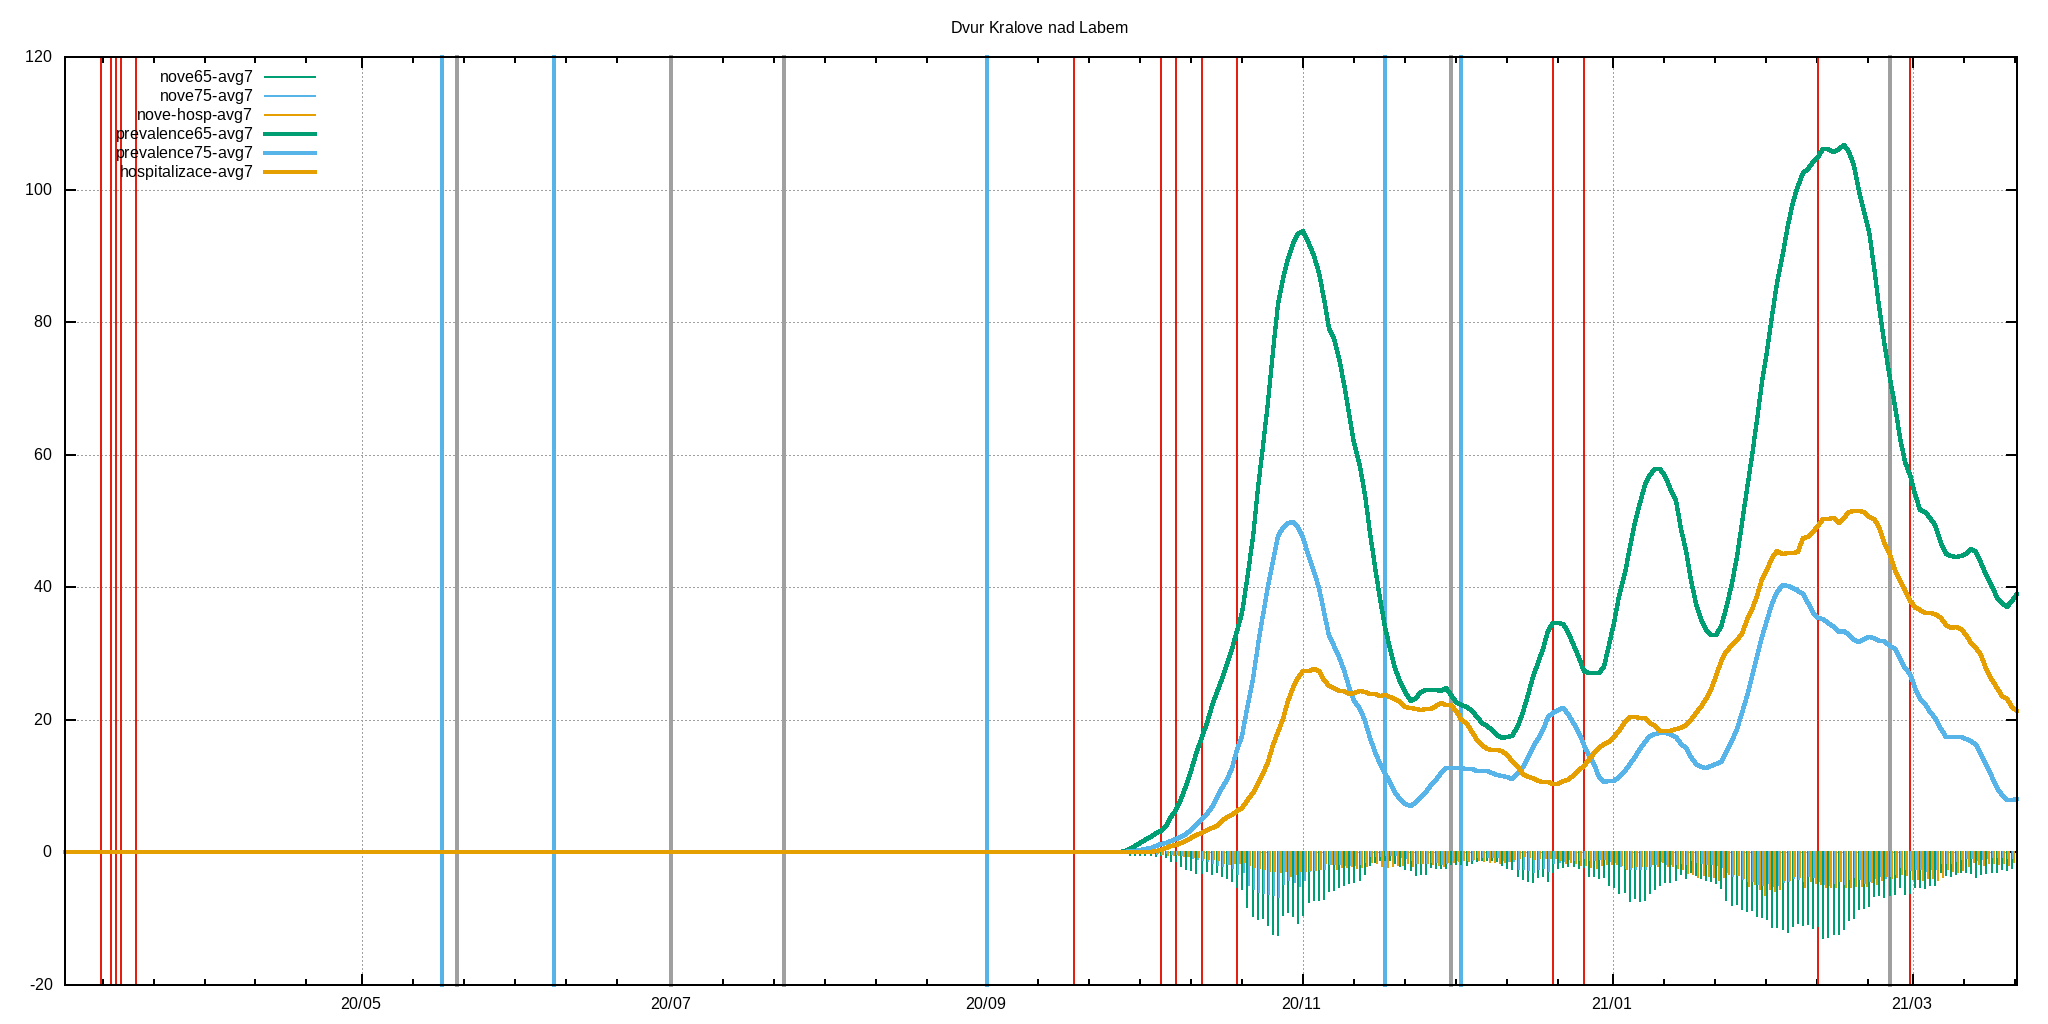 Dvur Kralove nad Labem
120
100
80
60
40
20
0
-20
nove65-avg7
nove75-avg7
nove-hosp-avg7
prevalence65-avg7
prevalence75-avg7
hospitalizace-avg7
20/05 20/07 20/09 20/11 21/01 21/03